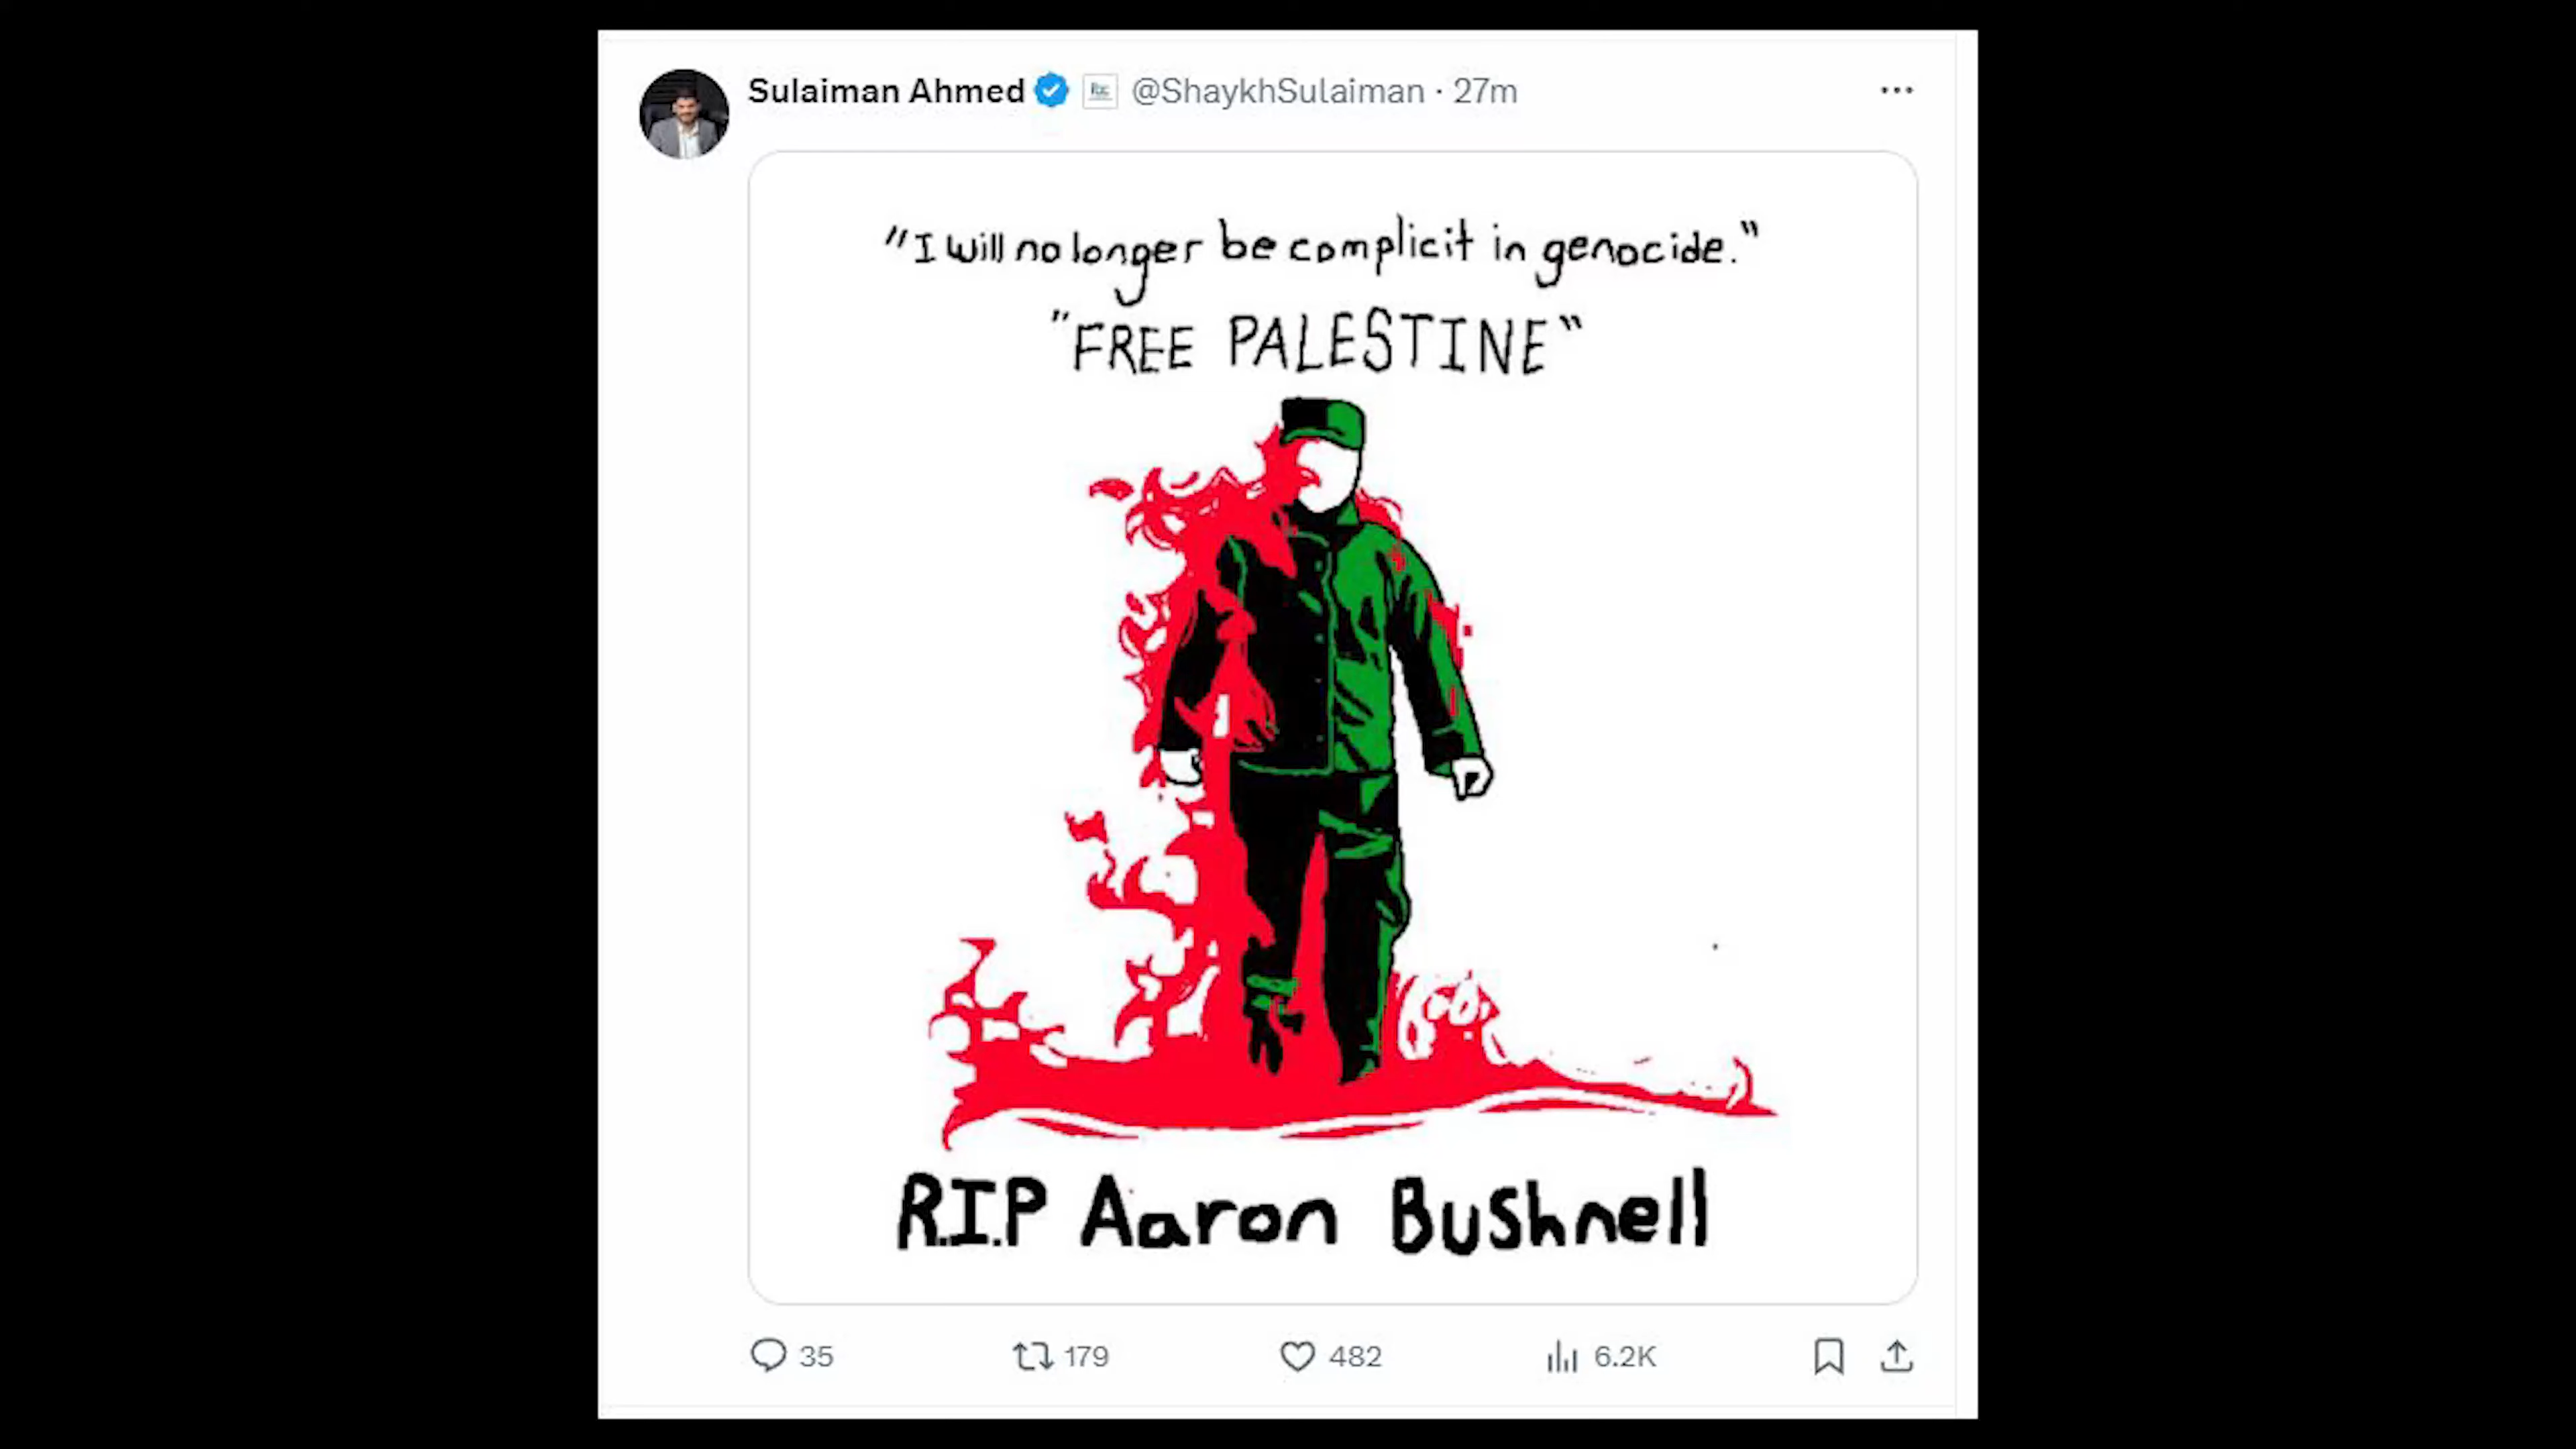 Sulaiman Ahmed @ShaykhSulaiman · 27m
"I will no longer be complicit in genocide."
"FREE PALESTINE"
R.I.P Aaron Bushnell
35 179 482 6.2K